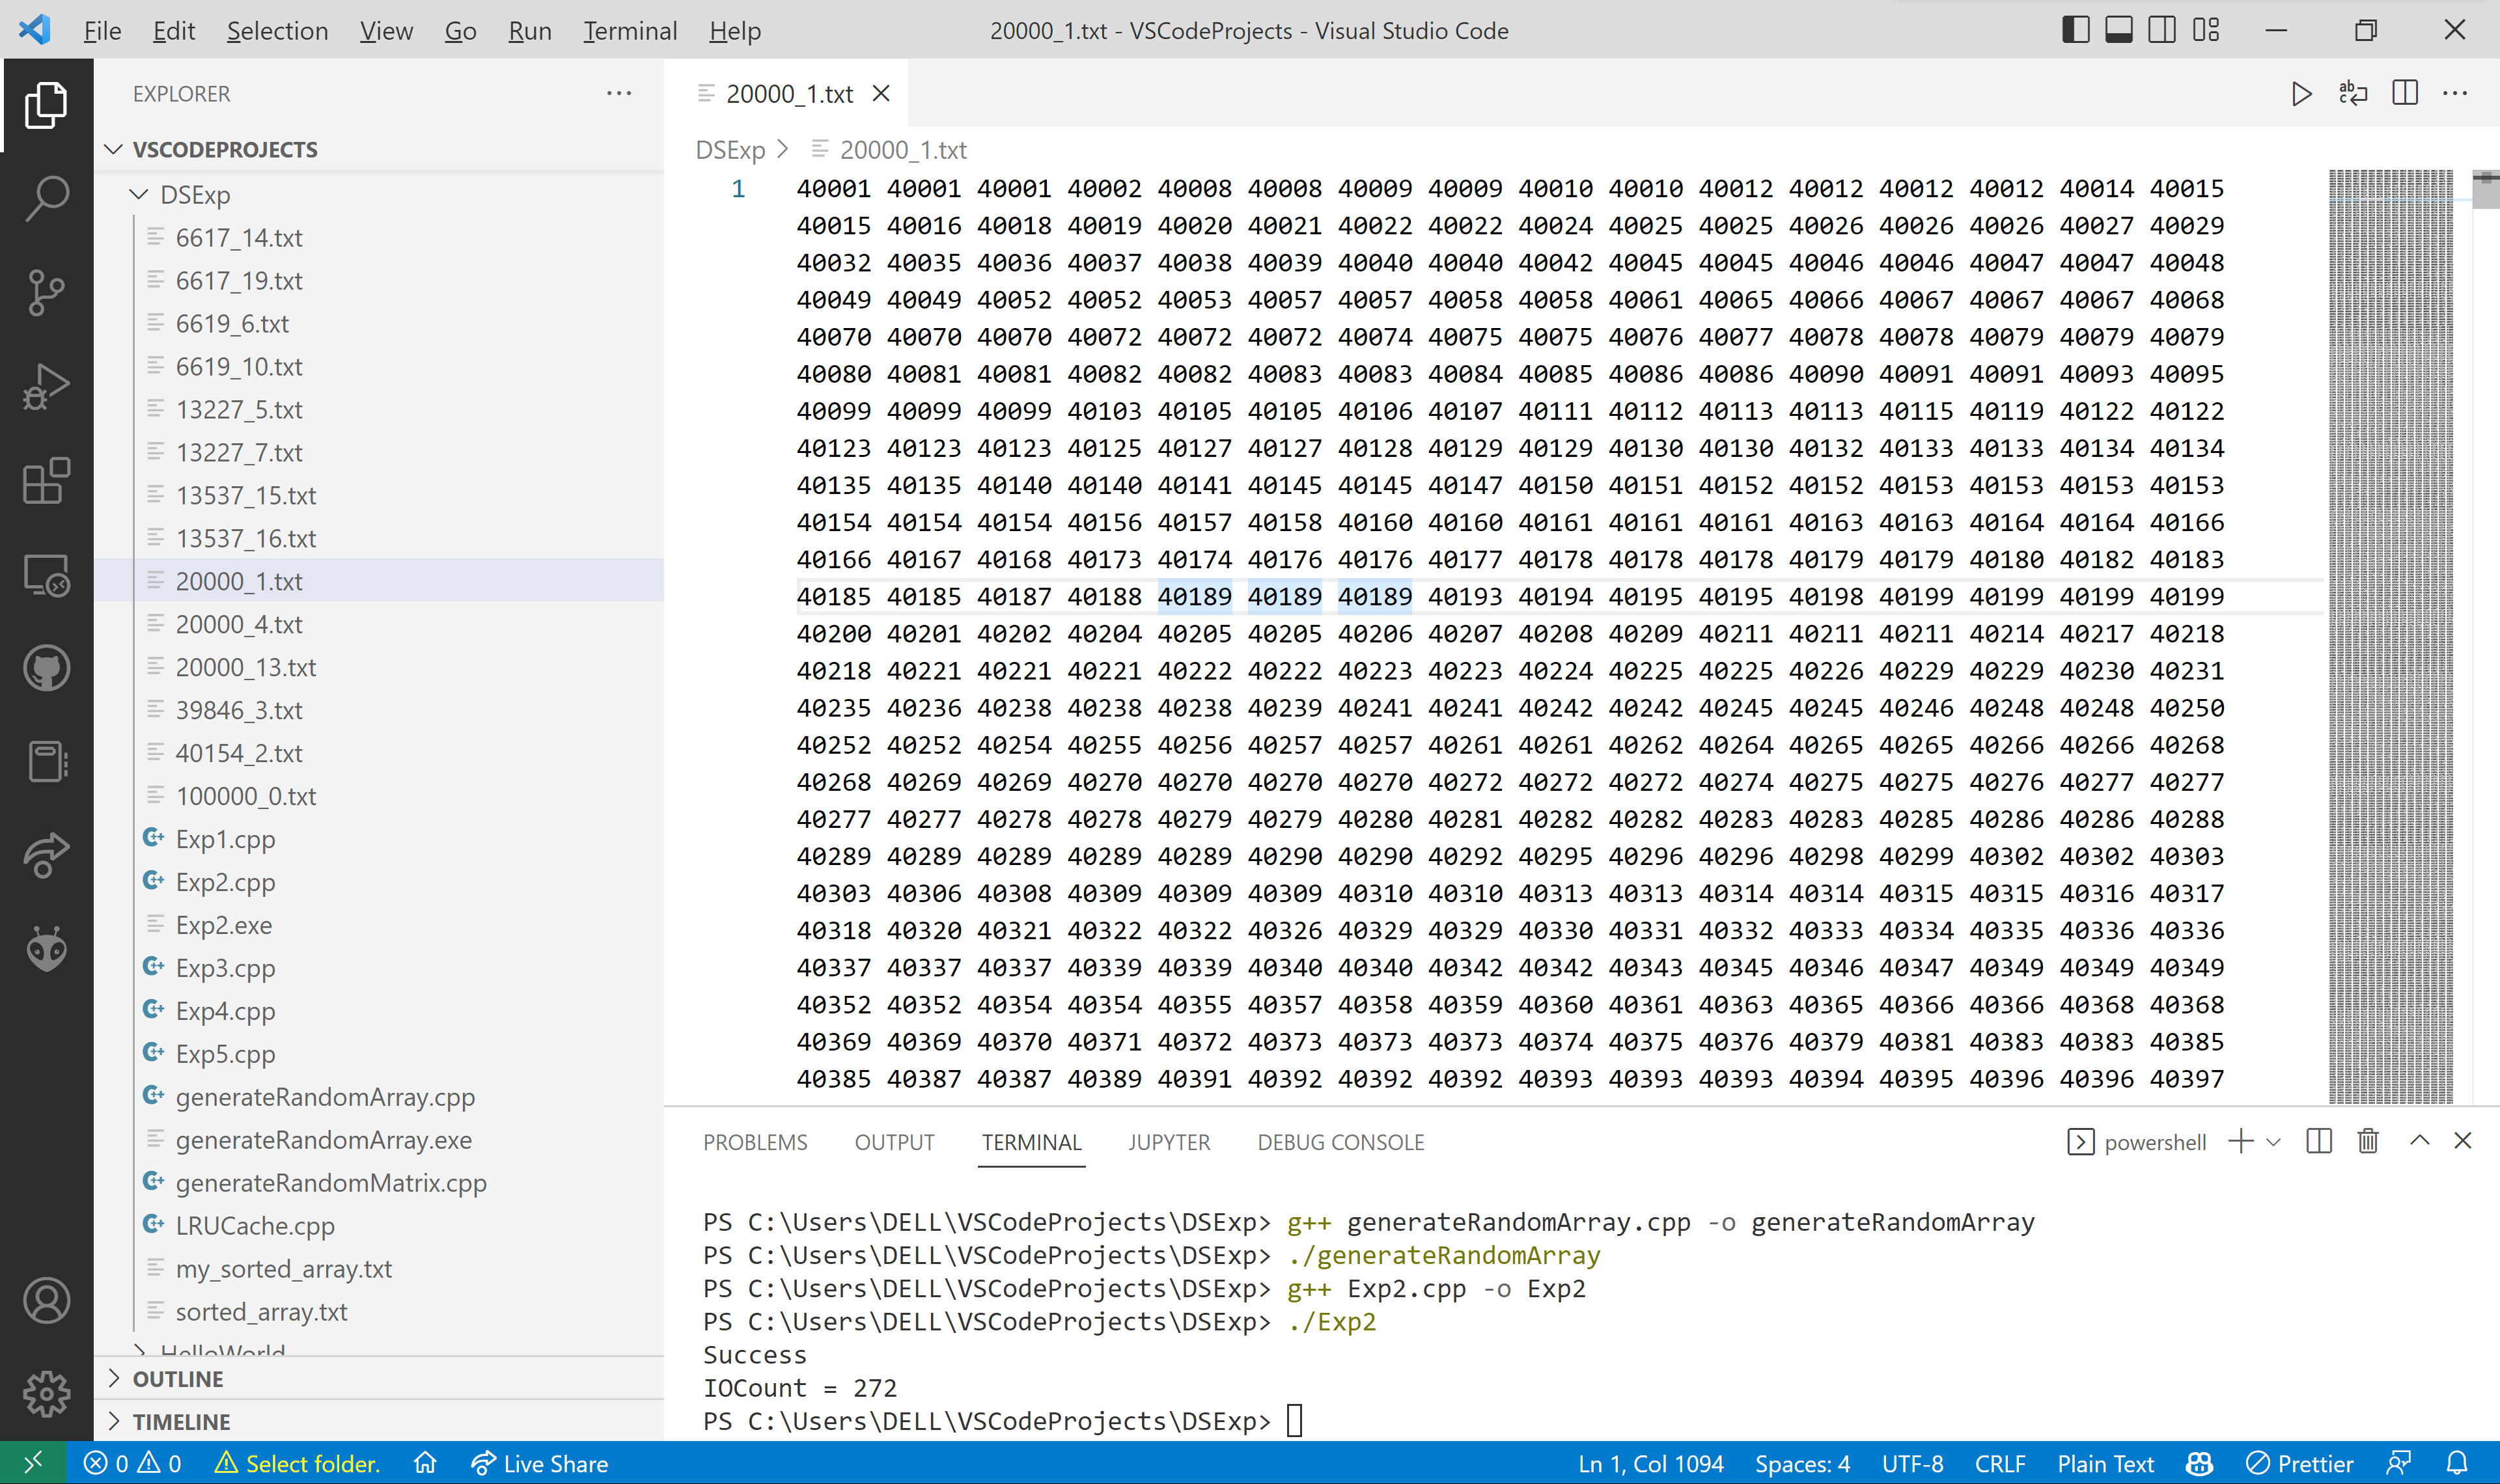 File Edit Selection View Go Run Terminal Help 20000_1.txt - VSCodeProjects - Visual Studio Code
EXPLORER
VSCODEPROJECTS
DSExp
6617_14.txt
6617_19.txt
6619_6.txt
6619_10.txt
13227_5.txt
13227_7.txt
13537_15.txt
13537_16.txt
20000_1.txt
20000_4.txt
20000_13.txt
39846_3.txt
40154_2.txt
100000_0.txt
Exp1.cpp
Exp2.cpp
Exp2.exe
Exp3.cpp
Exp4.cpp
Exp5.cpp
generateRandomArray.cpp
generateRandomArray.exe
generateRandomMatrix.cpp
LRUCache.cpp
my_sorted_array.txt
sorted_array.txt
HelloWorld
OUTLINE
TIMELINE
20000_1.txt
DSExp > 20000_1.txt
1 40001 40001 40001 40002 40008 40008 40009 40009 40010 40010 40012 40012 40012 40012 40014 40015
40015 40016 40018 40019 40020 40021 40022 40022 40024 40025 40025 40026 40026 40026 40027 40029
40032 40035 40036 40037 40038 40039 40040 40040 40042 40045 40045 40046 40046 40047 40047 40048
40049 40049 40052 40052 40053 40057 40057 40058 40058 40061 40065 40066 40067 40067 40067 40068
40070 40070 40070 40072 40072 40072 40074 40075 40075 40076 40077 40078 40078 40079 40079 40079
40080 40081 40081 40082 40082 40083 40083 40084 40085 40086 40086 40090 40091 40091 40093 40095
40099 40099 40099 40103 40105 40105 40106 40107 40111 40112 40113 40113 40115 40119 40122 40122
40123 40123 40123 40125 40127 40127 40128 40129 40129 40130 40130 40132 40133 40133 40134 40134
40135 40135 40140 40140 40141 40145 40145 40147 40150 40151 40152 40152 40153 40153 40153 40153
40154 40154 40154 40156 40157 40158 40160 40160 40161 40161 40161 40163 40163 40164 40164 40166
40166 40167 40168 40173 40174 40176 40176 40177 40178 40178 40178 40179 40179 40180 40182 40183
40185 40185 40187 40188 40189 40189 40189 40193 40194 40195 40195 40198 40199 40199 40199 40199
40200 40201 40202 40204 40205 40205 40206 40207 40208 40209 40211 40211 40211 40214 40217 40218
40218 40221 40221 40221 40222 40222 40223 40223 40224 40225 40225 40226 40229 40229 40230 40231
40235 40236 40238 40238 40238 40239 40241 40241 40242 40242 40245 40245 40246 40248 40248 40250
40252 40252 40254 40255 40256 40257 40257 40261 40261 40262 40264 40265 40265 40266 40266 40268
40268 40269 40269 40270 40270 40270 40270 40272 40272 40272 40274 40275 40275 40276 40277 40277
40277 40277 40278 40278 40279 40279 40280 40281 40282 40282 40283 40283 40285 40286 40286 40288
40289 40289 40289 40289 40289 40290 40290 40292 40295 40296 40296 40298 40299 40302 40302 40303
40303 40306 40308 40309 40309 40309 40310 40310 40313 40313 40314 40314 40315 40315 40316 40317
40318 40320 40321 40322 40322 40326 40329 40329 40330 40331 40332 40333 40334 40335 40336 40336
40337 40337 40337 40339 40339 40340 40340 40342 40342 40343 40345 40346 40347 40349 40349 40349
40352 40352 40354 40354 40355 40357 40358 40359 40360 40361 40363 40365 40366 40366 40368 40368
40369 40369 40370 40371 40372 40373 40373 40373 40374 40375 40376 40379 40381 40383 40383 40385
40385 40387 40387 40389 40391 40392 40392 40392 40393 40393 40393 40394 40395 40396 40396 40397
PROBLEMS OUTPUT TERMINAL JUPYTER DEBUG CONSOLE powershell
PS C:\Users\DELL\VSCodeProjects\DSExp> g++ generateRandomArray.cpp -o generateRandomArray
PS C:\Users\DELL\VSCodeProjects\DSExp> ./generateRandomArray
PS C:\Users\DELL\VSCodeProjects\DSExp> g++ Exp2.cpp -o Exp2
PS C:\Users\DELL\VSCodeProjects\DSExp> ./Exp2
Success
IOCount = 272
PS C:\Users\DELL\VSCodeProjects\DSExp>
0 0 Select folder. Live Share Ln 1, Col 1094 Spaces: 4 UTF-8 CRLF Plain Text Prettier